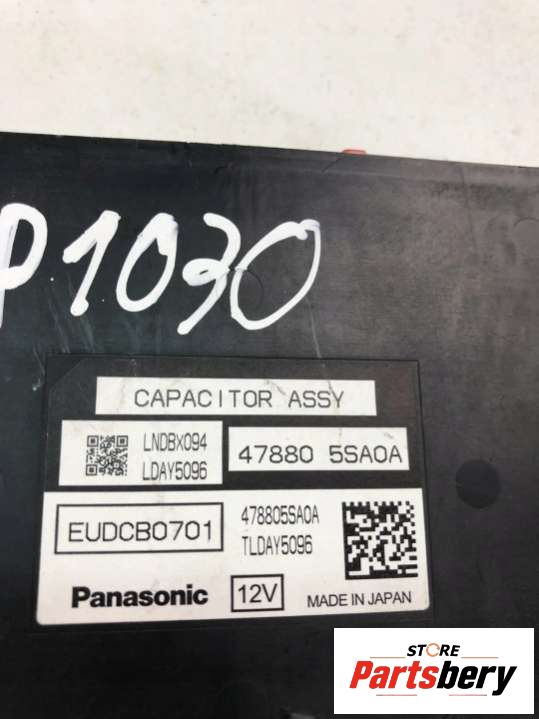 P1030
CAPACITOR ASSY
LNDBX094
LDAY5096
47880 5SA0A
EUDCB0701
478805SA0A
TLDAY5096
Panasonic
12V
MADE IN JAPAN
STORE
Partsbery